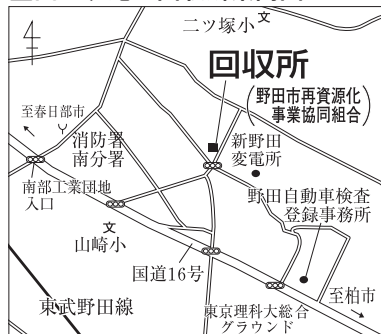 二ツ塚小
文
回収所
(野田市再資源化
事業協同組合)
至春日部市
消防署
南分署
新野田
変電所
南部工業団地
入口
野田自動車検査
登録事務所
文
山崎小
国道16号
至柏市
東武野田線
東京理科大総合
グラウンド